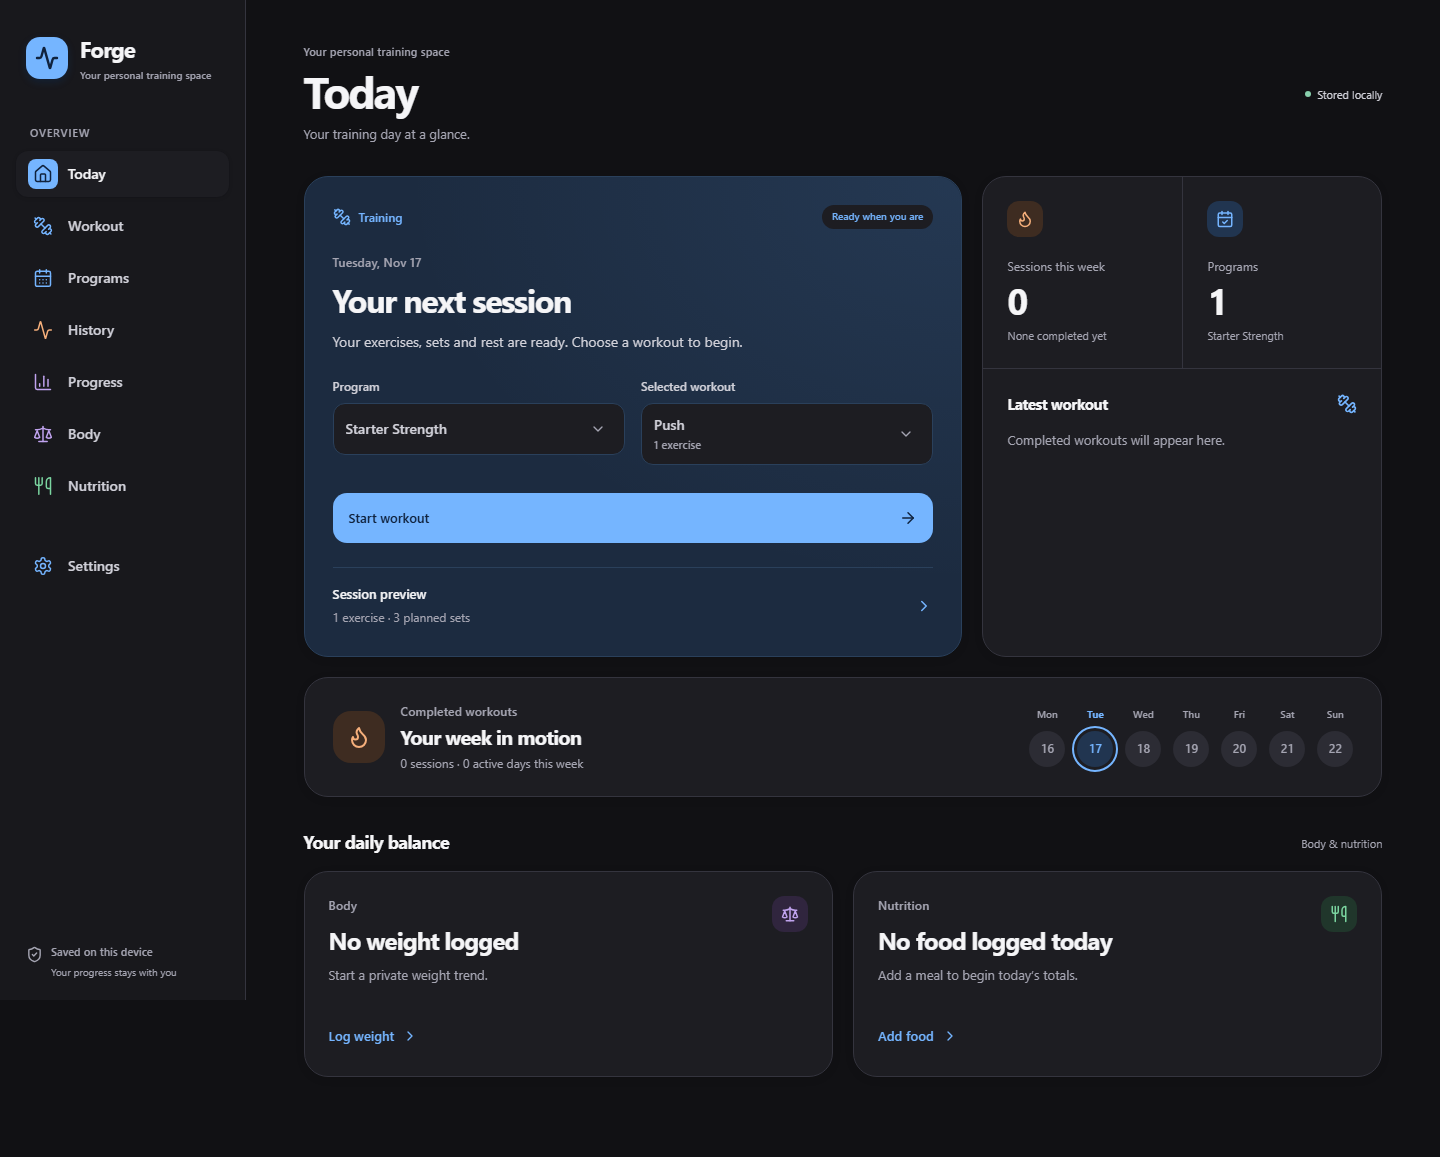 Forge
Your personal training space
OVERVIEW
Today
Workout
Programs
History
Progress
Body
Nutrition
Settings
Saved on this device
Your progress stays with you
Your personal training space
Today
Your training day at a glance.
Stored locally
Training
Ready when you are
Tuesday, Nov 17
Your next session
Your exercises, sets and rest are ready. Choose a workout to begin.
Program
Starter Strength
Selected workout
Push
1 exercise
Start workout
Session preview
1 exercise · 3 planned sets
Sessions this week
0
None completed yet
Programs
1
Starter Strength
Latest workout
Completed workouts will appear here.
Completed workouts
Your week in motion
0 sessions · 0 active days this week
Mon Tue Wed Thu Fri Sat Sun
16 17 18 19 20 21 22
Your daily balance
Body & nutrition
Body
No weight logged
Start a private weight trend.
Log weight
Nutrition
No food logged today
Add a meal to begin today's totals.
Add food